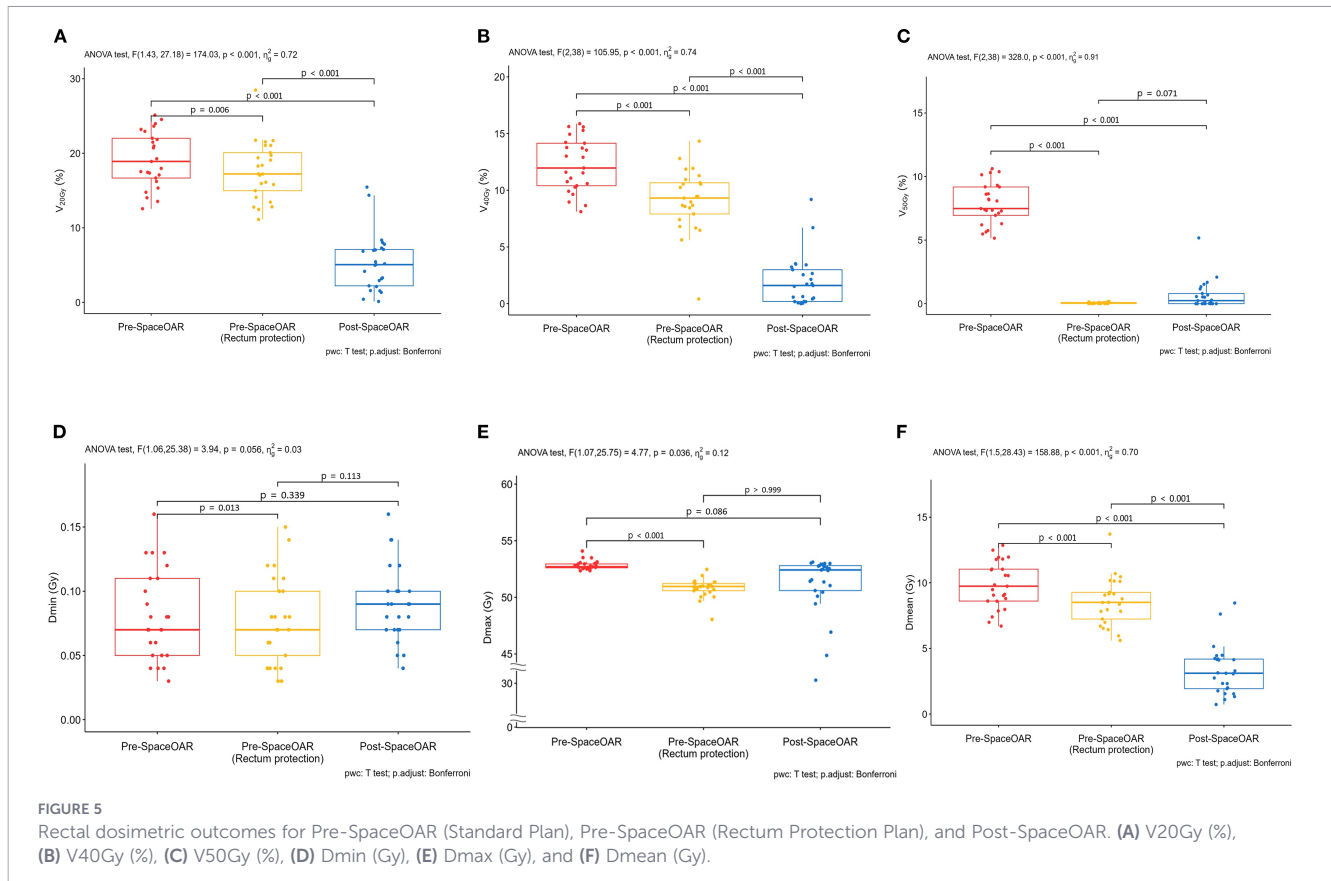 A
ANOVA test, F(1.43, 27.18) = 174.03, p < 0.001, η²g = 0.72
p < 0.001
p < 0.001
p = 0.006
V20Gy (%)
30
20
10
0
Pre-SpaceOAR
Pre-SpaceOAR
(Rectum protection)
Post-SpaceOAR
pwc: T test; p.adjust: Bonferroni
B
ANOVA test, F(2,38) = 105.95, p < 0.001, η²g = 0.74
p < 0.001
p < 0.001
p < 0.001
V40Gy (%)
20
15
10
5
0
Pre-SpaceOAR
Pre-SpaceOAR
(Rectum protection)
Post-SpaceOAR
pwc: T test; p.adjust: Bonferroni
C
ANOVA test, F(2,38) = 328.0, p < 0.001, η²g = 0.91
p = 0.071
p < 0.001
p < 0.001
V50Gy (%)
15
10
5
0
Pre-SpaceOAR
Pre-SpaceOAR
(Rectum protection)
Post-SpaceOAR
pwc: T test; p.adjust: Bonferroni
D
ANOVA test, F(1.06,25.38) = 3.94, p = 0.056, η²g = 0.03
p = 0.113
p = 0.339
p = 0.013
Dmin (Gy)
0.15
0.10
0.05
0.00
Pre-SpaceOAR
Pre-SpaceOAR
(Rectum protection)
Post-SpaceOAR
pwc: T test; p.adjust: Bonferroni
E
ANOVA test, F(1.07,25.75) = 4.77, p = 0.036, η²g = 0.12
p > 0.999
p = 0.086
p < 0.001
Dmax (Gy)
60
55
50
45
30
0
Pre-SpaceOAR
Pre-SpaceOAR
(Rectum protection)
Post-SpaceOAR
pwc: T test; p.adjust: Bonferroni
F
ANOVA test, F(1.5,28.43) = 158.88, p < 0.001, η²g = 0.70
p < 0.001
p < 0.001
p < 0.001
Dmean (Gy)
15
10
5
0
Pre-SpaceOAR
Pre-SpaceOAR
(Rectum protection)
Post-SpaceOAR
pwc: T test; p.adjust: Bonferroni
FIGURE 5
Rectal dosimetric outcomes for Pre-SpaceOAR (Standard Plan), Pre-SpaceOAR (Rectum Protection Plan), and Post-SpaceOAR. (A) V20Gy (%),
(B) V40Gy (%), (C) V50Gy (%), (D) Dmin (Gy), (E) Dmax (Gy), and (F) Dmean (Gy).